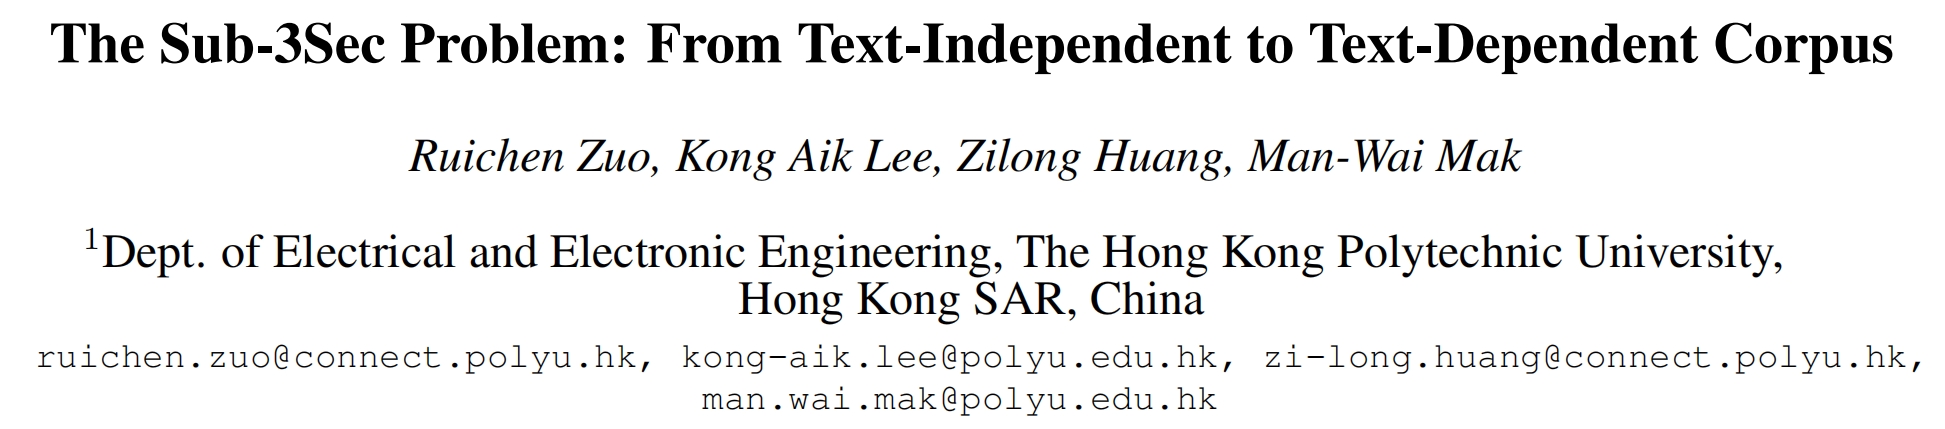 The Sub-3Sec Problem: From Text-Independent to Text-Dependent Corpus
Ruichen Zuo, Kong Aik Lee, Zilong Huang, Man-Wai Mak
¹Dept. of Electrical and Electronic Engineering, The Hong Kong Polytechnic University,
Hong Kong SAR, China
ruichen.zuo@connect.polyu.hk, kong-aik.lee@polyu.edu.hk, zi-long.huang@connect.polyu.hk,
man.wai.mak@polyu.edu.hk